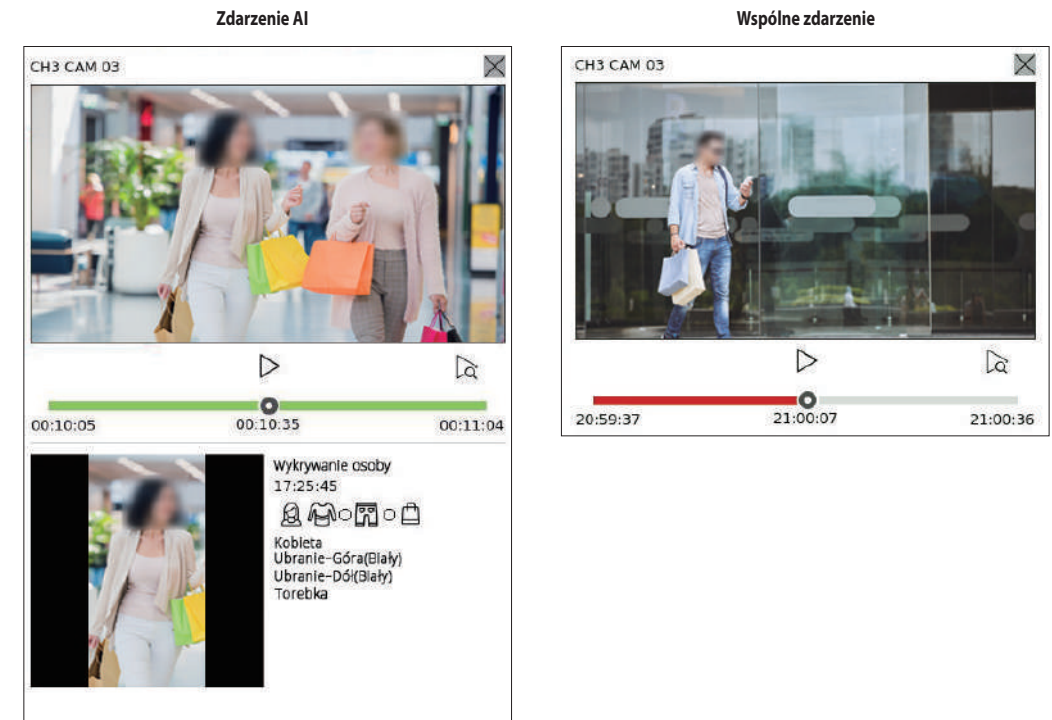 Zdarzenie AI
CH3 CAM 03
00:10:05 00:10:35 00:11:04
Wykrywanie osoby
17:25:45
Kobieta
Ubranie-Góra(Biały)
Ubranie-Dół(Biały)
Torebka
Wspólne zdarzenie
CH3 CAM 03
20:59:37 21:00:07 21:00:36